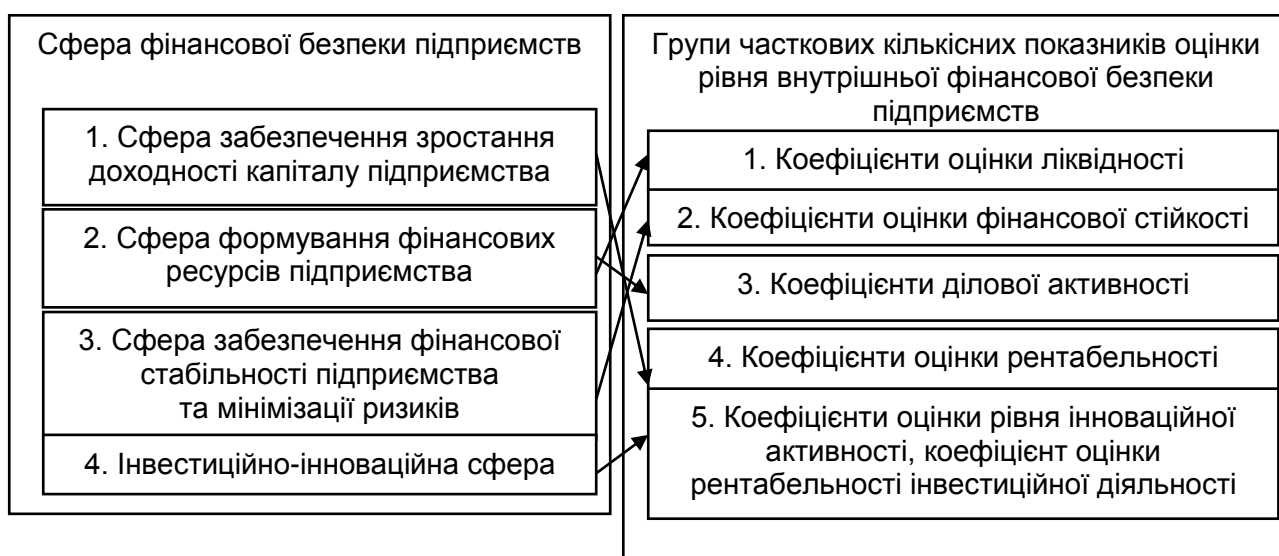 Сфера фінансової безпеки підприємств
1. Сфера забезпечення зростання
доходності капіталу підприємства
2. Сфера формування фінансових
ресурсів підприємства
3. Сфера забезпечення фінансової
стабільності підприємства
та мінімізації ризиків
4. Інвестиційно-інноваційна сфера
Групи часткових кількісних показників оцінки
рівня внутрішньої фінансової безпеки
підприємств
1. Коефіцієнти оцінки ліквідності
2. Коефіцієнти оцінки фінансової стійкості
3. Коефіцієнти ділової активності
4. Коефіцієнти оцінки рентабельності
5. Коефіцієнти оцінки рівня інноваційної
активності, коефіцієнт оцінки
рентабельності інвестиційної діяльності